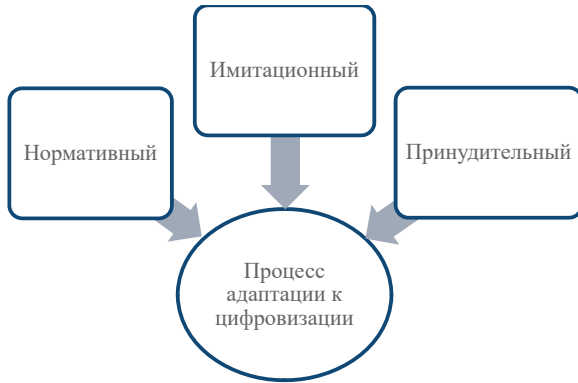 Имитационный
Нормативный
Принудительный
Процесс
адаптации к
цифровизации